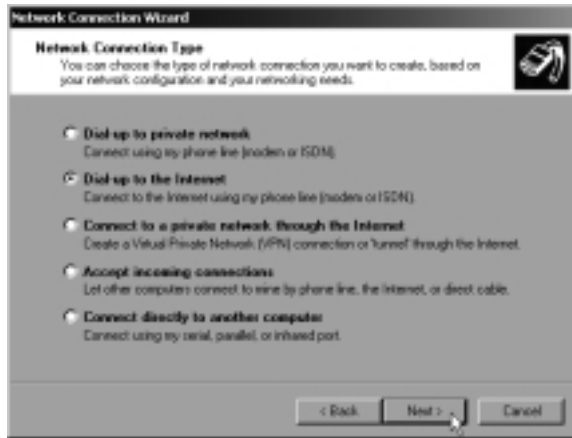 Network Connection Wizard
Network Connection Type
You can choose the type of network connection you want to create, based on
your network configuration and your networking needs.
Dial-up to private network
Connect using my phone line (modem or ISDN).
Dial-up to the Internet
Connect to the Internet using my phone line (modem or ISDN).
Connect to a private network through the Internet
Create a Virtual Private Network (VPN) connection or 'tunnel' through the Internet.
Accept incoming connections
Let other computers connect to mine by phone line, the Internet, or direct cable.
Connect directly to another computer
Connect using my serial, parallel, or infrared port.
< Back
Next >
Cancel